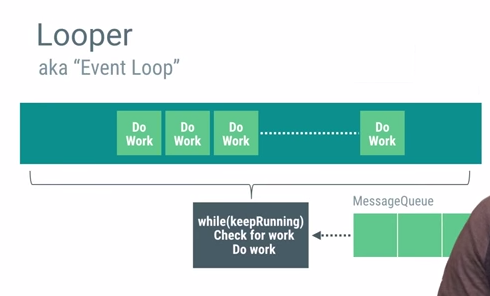 Looper
aka “Event Loop”
Do
Work
Do
Work
Do
Work
Do
Work
MessageQueue
while(keepRunning)
Check for work
Do work